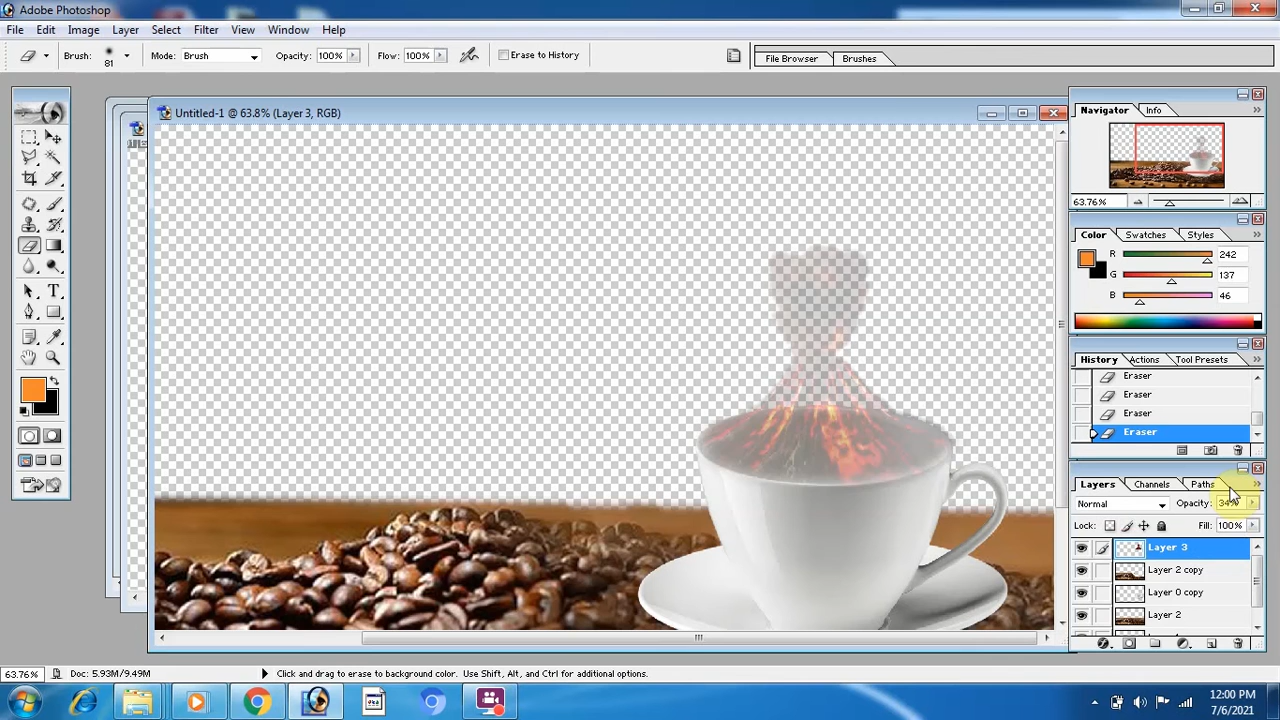 Adobe Photoshop
File Edit Image Layer Select Filter View Window Help
Brush: 81 Mode: Brush Opacity: 100% Flow: 100% Erase to History File Browser Brushes
Untitled-1 @ 63.8% (Layer 3, RGB)
Navigator Info
63.76%
Color Swatches Styles
R 242
G 137
B 46
History Actions Tool Presets
Eraser
Eraser
Eraser
Eraser
Layers Channels Paths
Normal Opacity: 34%
Lock: Fill: 100%
Layer 3
Layer 2 copy
Layer 0 copy
Layer 2
63.76% Doc: 5.93M/9.49M Click and drag to erase to background color. Use Shift, Alt, and Ctrl for additional options.
12:00 PM
7/6/2021